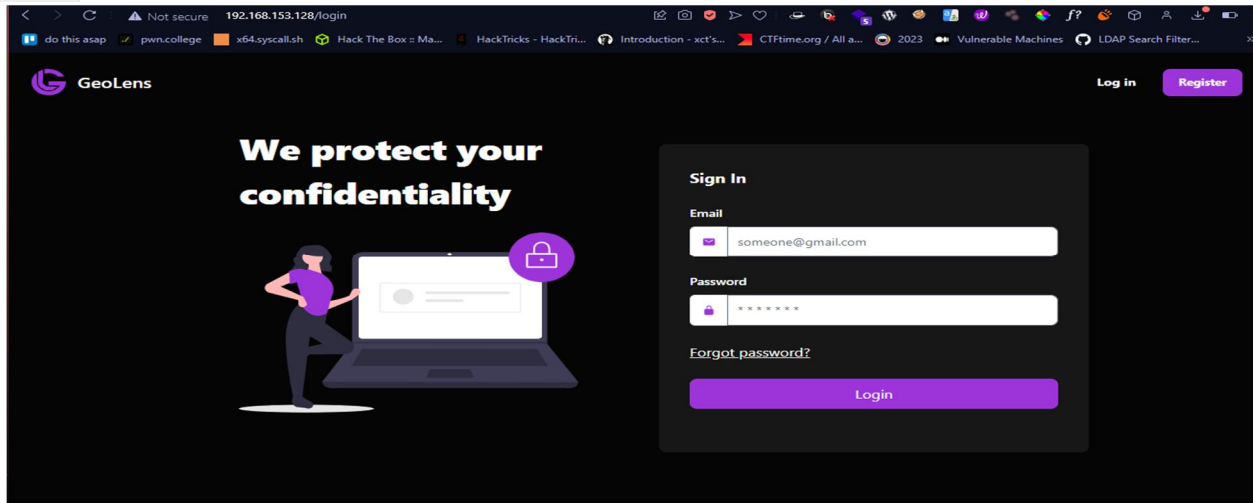 Not secure 192.168.153.128/login
do this asap pwn.college x64.syscall.sh Hack The Box :: Ma... HackTricks - HackTri... Introduction - xct's... CTFtime.org / All a... 2023 Vulnerable Machines LDAP Search Filter... »
GeoLens
Log in Register
We protect your
confidentiality
Sign In
Email
someone@gmail.com
Password
* * * * * * *
Forgot password?
Login